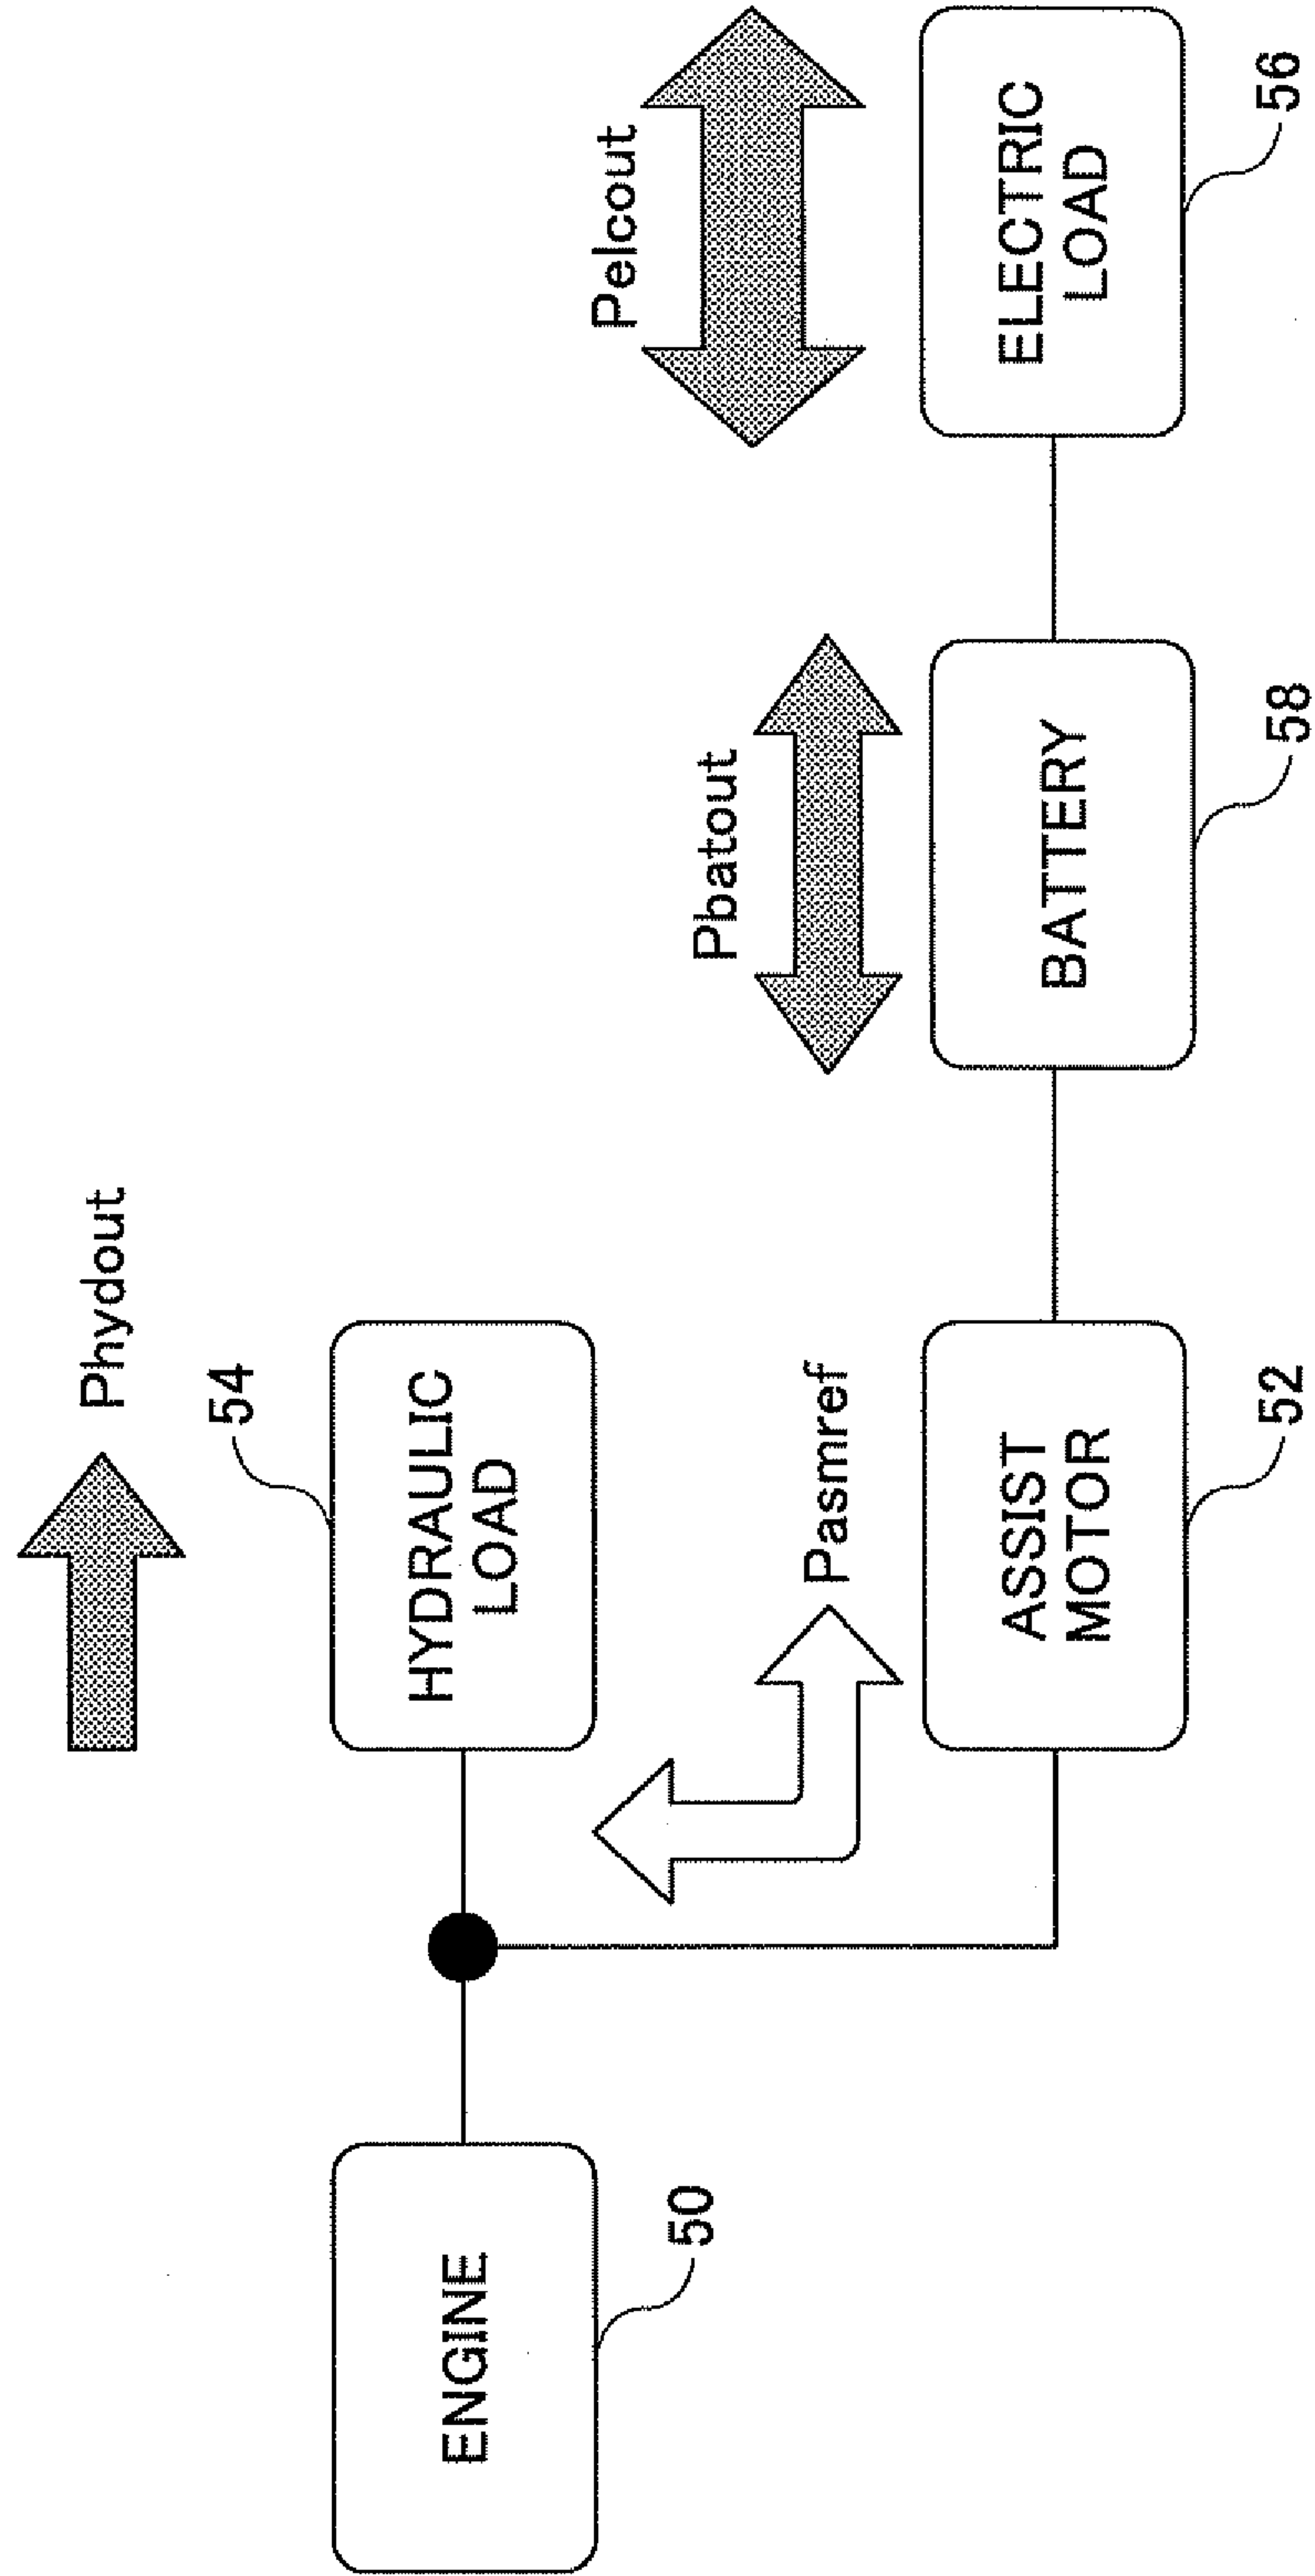 Phydout
54
HYDRAULIC
LOAD
ENGINE
50
Pasmref
ASSIST
MOTOR
52
Pbatout
BATTERY
58
Pelcout
ELECTRIC
LOAD
56